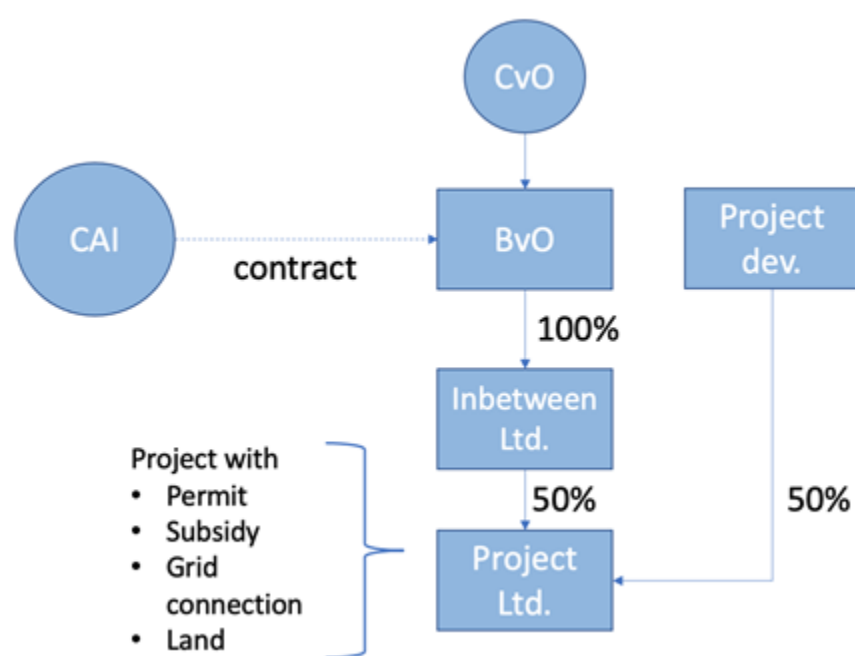 CvO
CAI
contract
BvO
Project
dev.
100%
Inbetween
Ltd.
50%
50%
Project with
• Permit
• Subsidy
• Grid
connection
• Land
Project
Ltd.